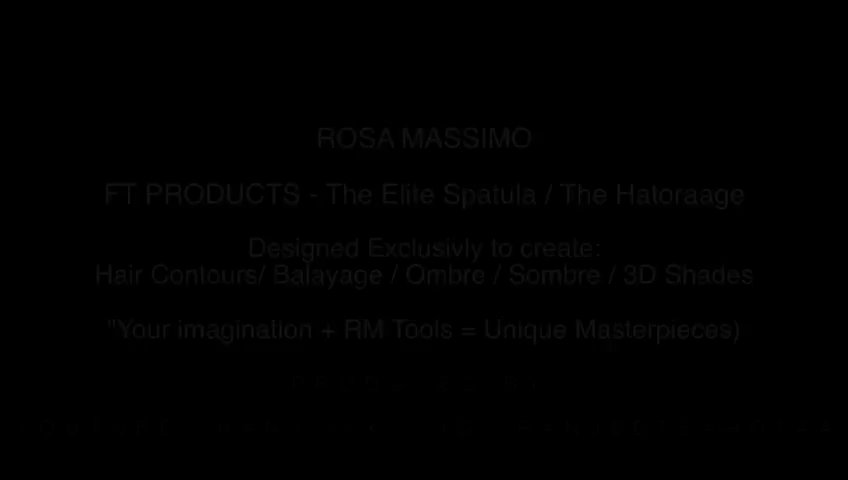 ROSA MASSIMO
FT PRODUCTS - The Elite Spatula / The Hatoraage
Designed Exclusivly to create:
Hair Contours/ Balayage / Ombre / Sombre / 3D Shades
"Your imagination + RM Tools = Unique Masterpieces)